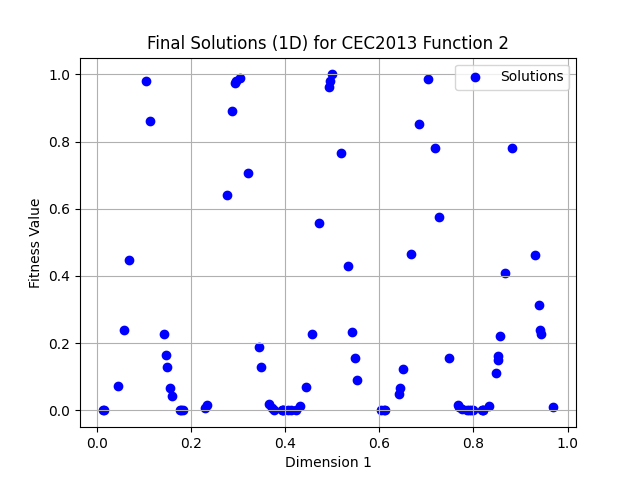 Final Solutions (1D) for CEC2013 Function 2
Solutions
Fitness Value
1.0
0.8
0.6
0.4
0.2
0.0
0.0 0.2 0.4 0.6 0.8 1.0
Dimension 1